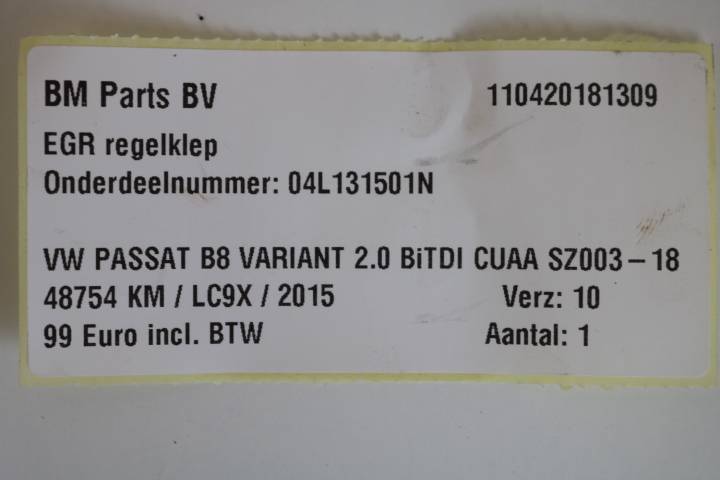 BM Parts BV 110420181309
EGR regelklep
Onderdeelnummer: 04L131501N
VW PASSAT B8 VARIANT 2.0 BiTDI CUAA SZ003-18
48754 KM / LC9X / 2015 Verz: 10
99 Euro incl. BTW Aantal: 1